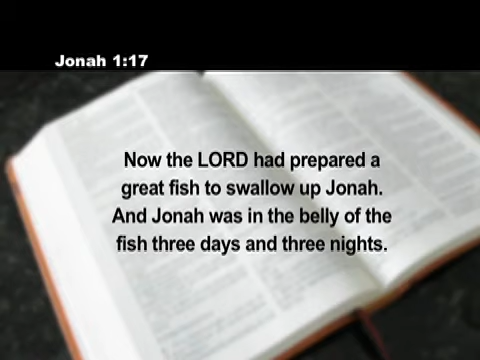 Jonah 1:17
Now the LORD had prepared a
great fish to swallow up Jonah.
And Jonah was in the belly of the
fish three days and three nights.